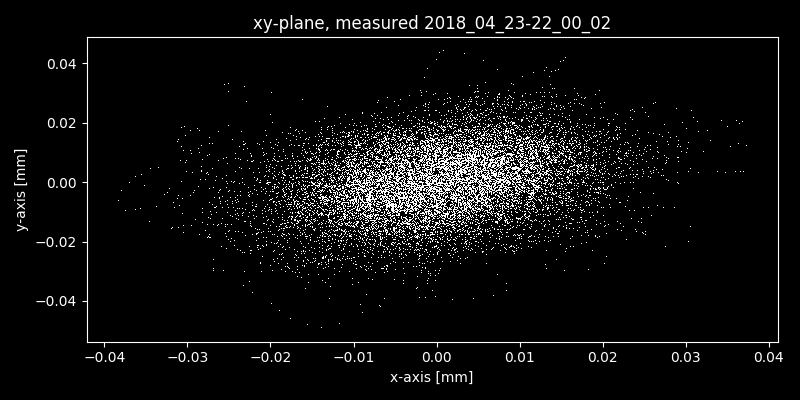 xy-plane, measured 2018_04_23-22_00_02
0.04
0.02
0.00
−0.02
−0.04
y-axis [mm]
−0.04 −0.03 −0.02 −0.01 0.00 0.01 0.02 0.03 0.04
x-axis [mm]